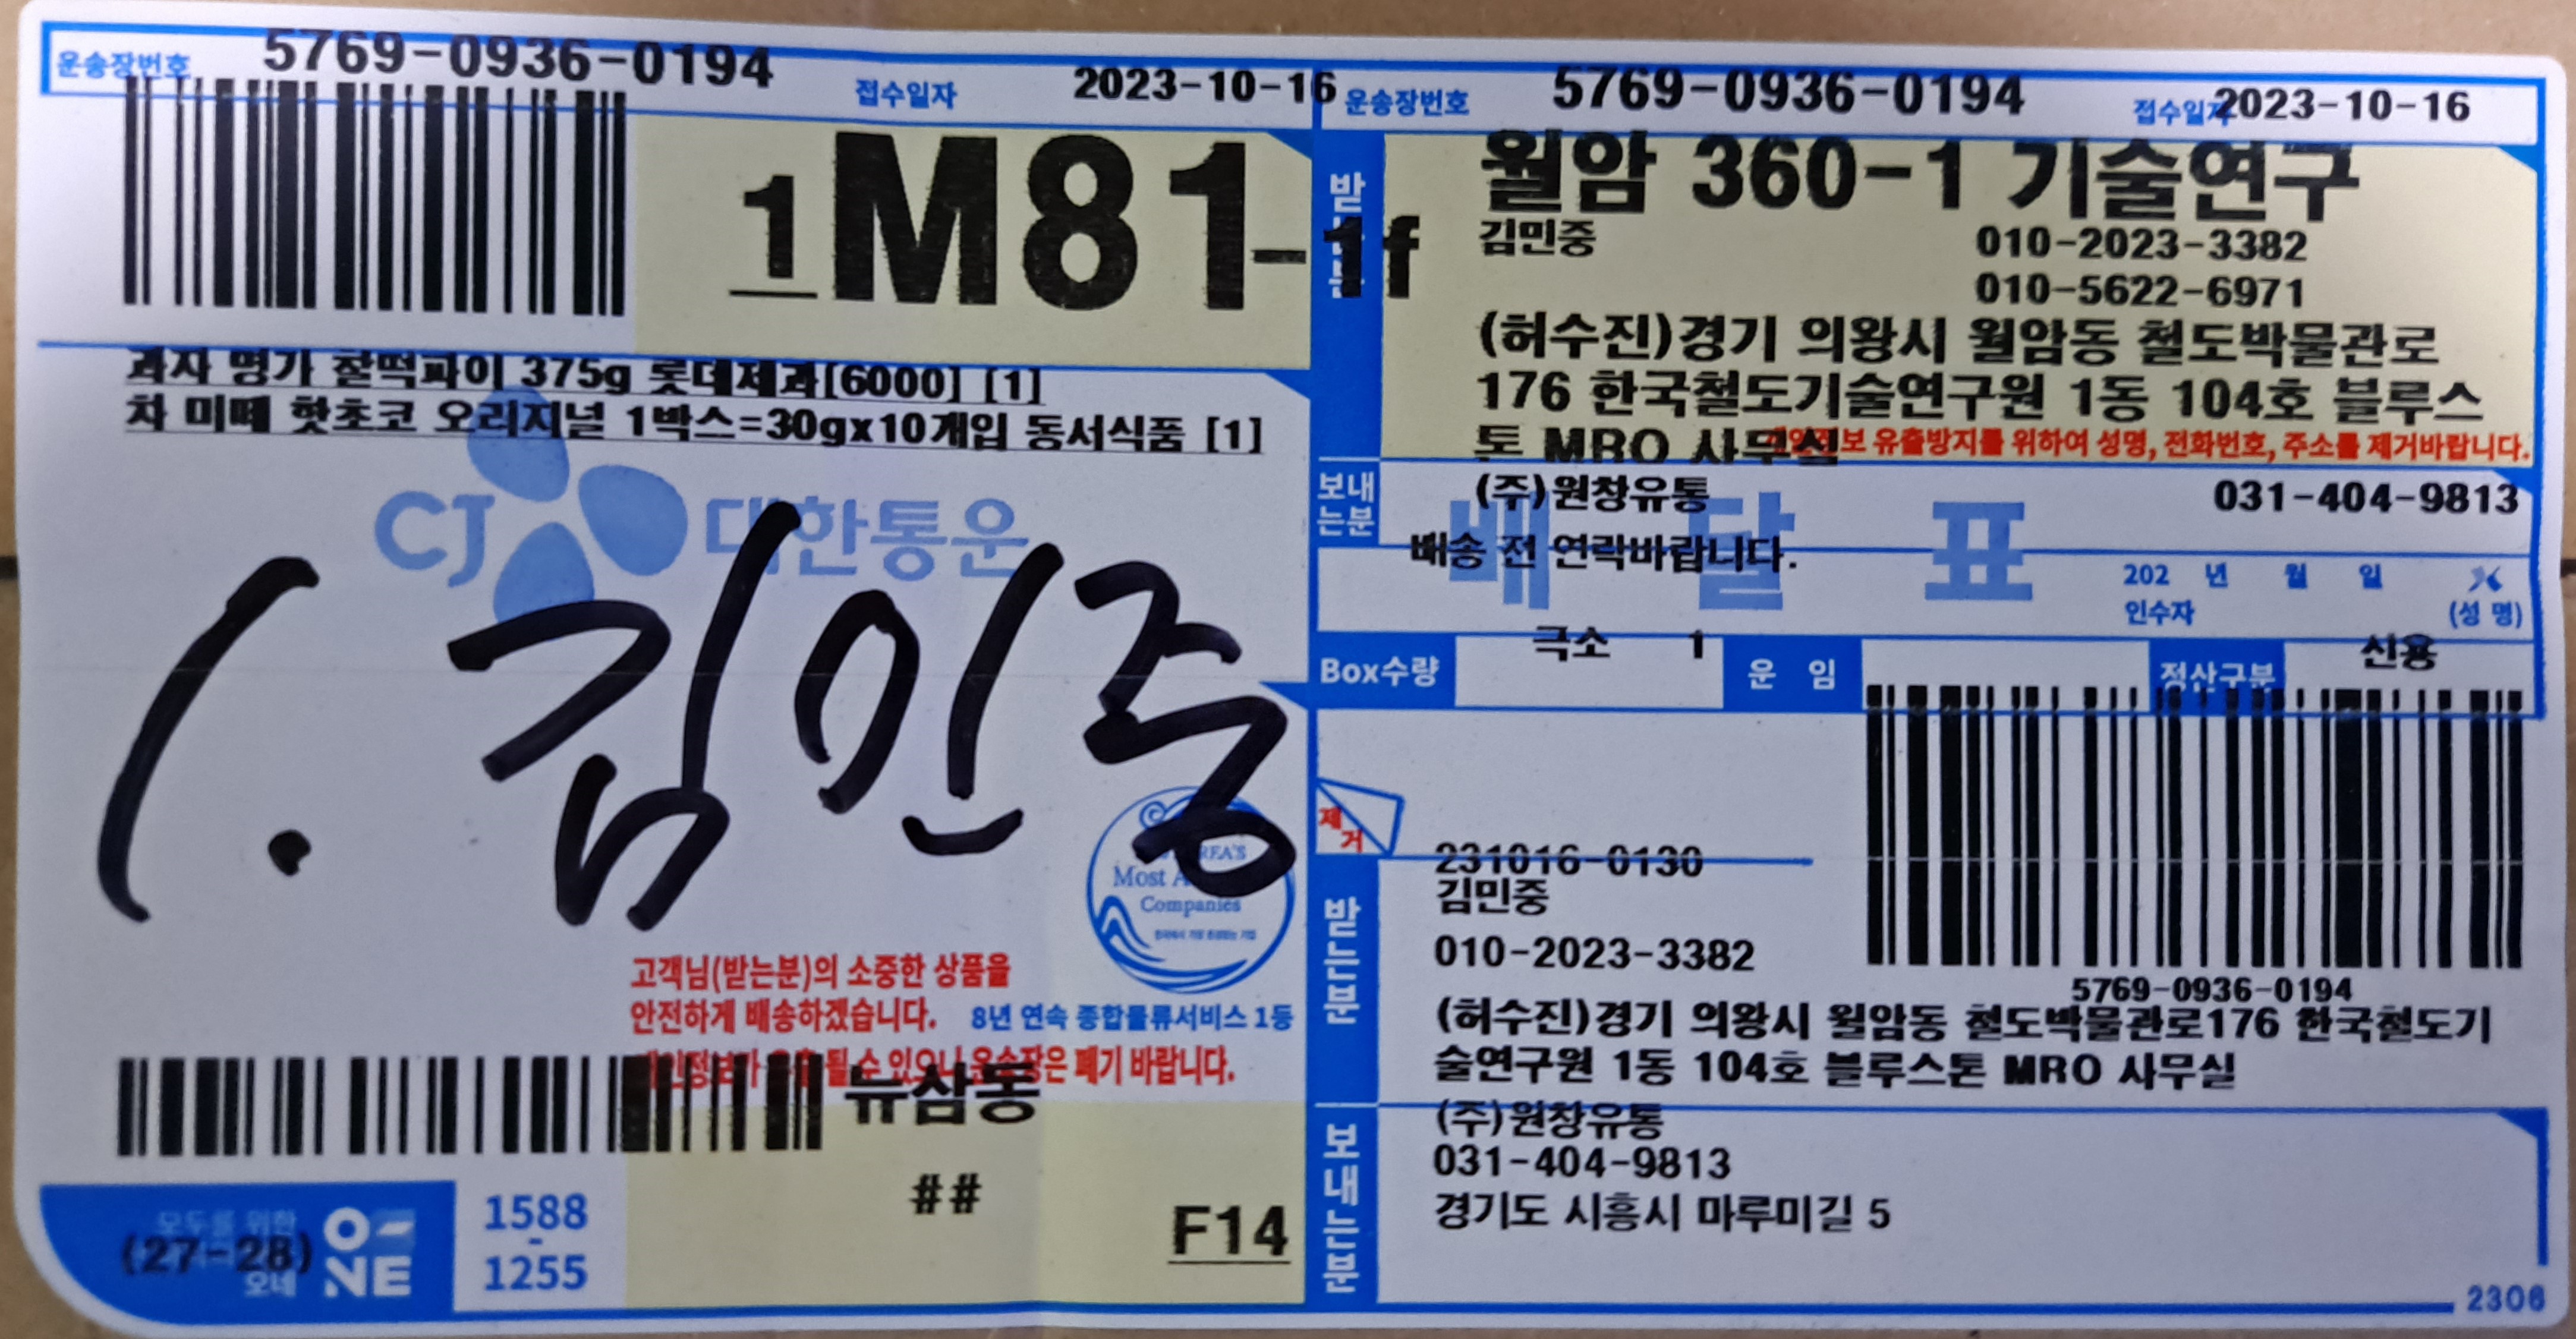 운송장번호 5769-0936-0194 접수일자 2023-10-16
1M81-1f
과자 명가 찰떡파이 375g 롯데제과[6000] [1]
차 미떼 핫초코 오리지널 1박스=30gx10개입 동서식품 [1]
CJ 대한통운
1. 김민중
Most
Companies
고객님(받는분)의 소중한 상품을
안전하게 배송하겠습니다. 8년 연속 종합물류서비스 1등
개인정보가 유출 될 수 있으니 운송장은 폐기 바랍니다.
뉴삼동
##
F14
모두를 위한
(27-28)
오네
O-NE
1588
-
1255
운송장번호 5769-0936-0194 접수일자 2023-10-16
받는분
월암 360-1 기술연구
김민중 010-2023-3382
010-5622-6971
(허수진)경기 의왕시 월암동 철도박물관로
176 한국철도기술연구원 1동 104호 블루스
톤 MRO 사무실
개인정보 유출방지를 위하여 성명, 전화번호, 주소를 제거바랍니다.
보내는분
(주)원창유통 031-404-9813
배송 전 연락바랍니다.
배달표
202 년 월 일
인수자 (성 명)
Box수량 극소 1 운 임 정산구분 신용
제거
231016-0130
받는분
김민중
010-2023-3382
5769-0936-0194
(허수진)경기 의왕시 월암동 철도박물관로176 한국철도기
술연구원 1동 104호 블루스톤 MRO 사무실
보내는분
(주)원창유통
031-404-9813
경기도 시흥시 마루미길 5
2306